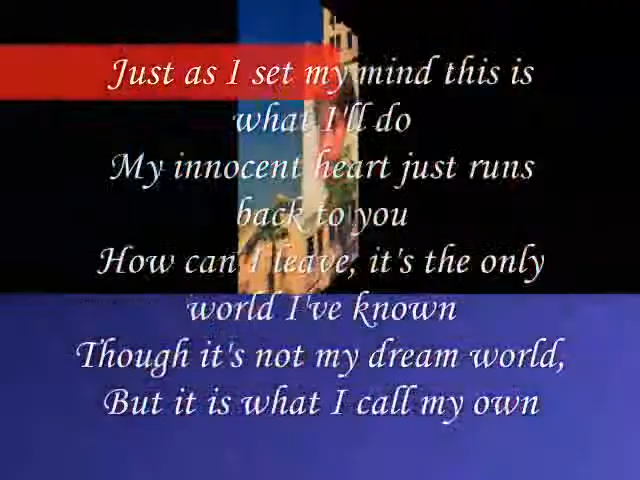 Just as I set my mind this is
what I'll do
My innocent heart just runs
back to you
How can I leave, it's the only
world I've known
Though it's not my dream world,
But it is what I call my own